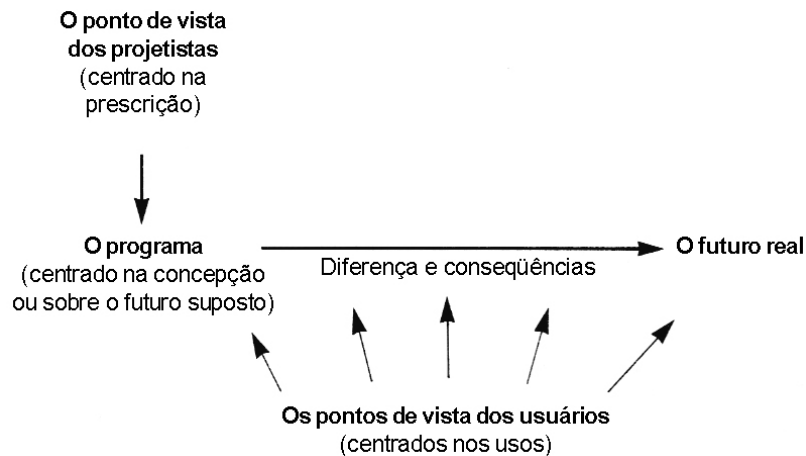 O ponto de vista
dos projetistas
(centrado na
prescrição)
O programa
(centrado na concepção
ou sobre o futuro suposto)
Diferença e conseqüências
O futuro real
Os pontos de vista dos usuários
(centrados nos usos)